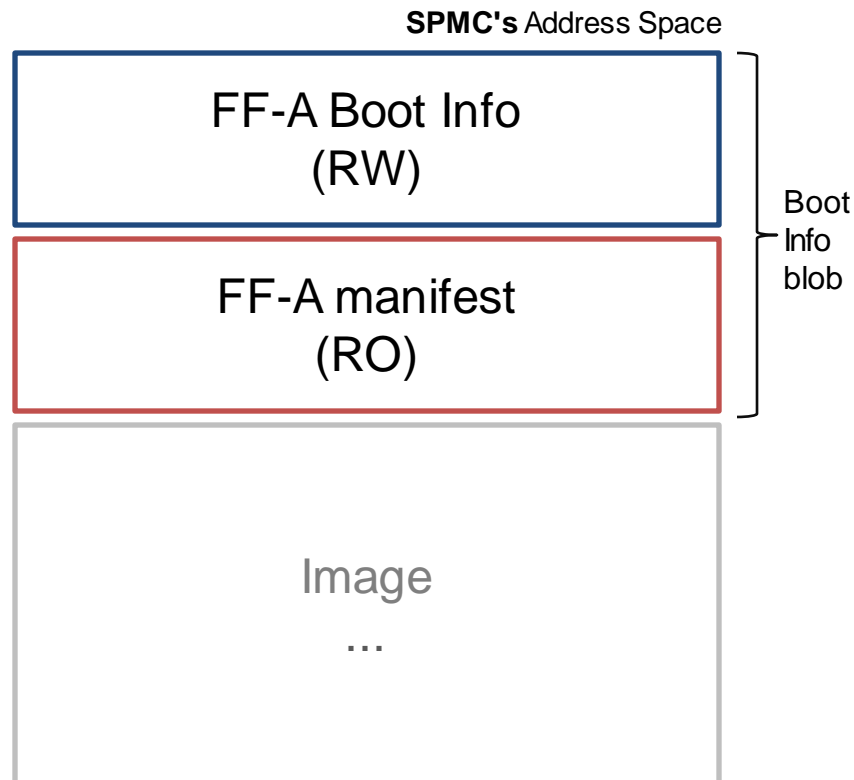 SPMC's Address Space
FF-A Boot Info
(RW)
Boot
Info
blob
FF-A manifest
(RO)
Image
...